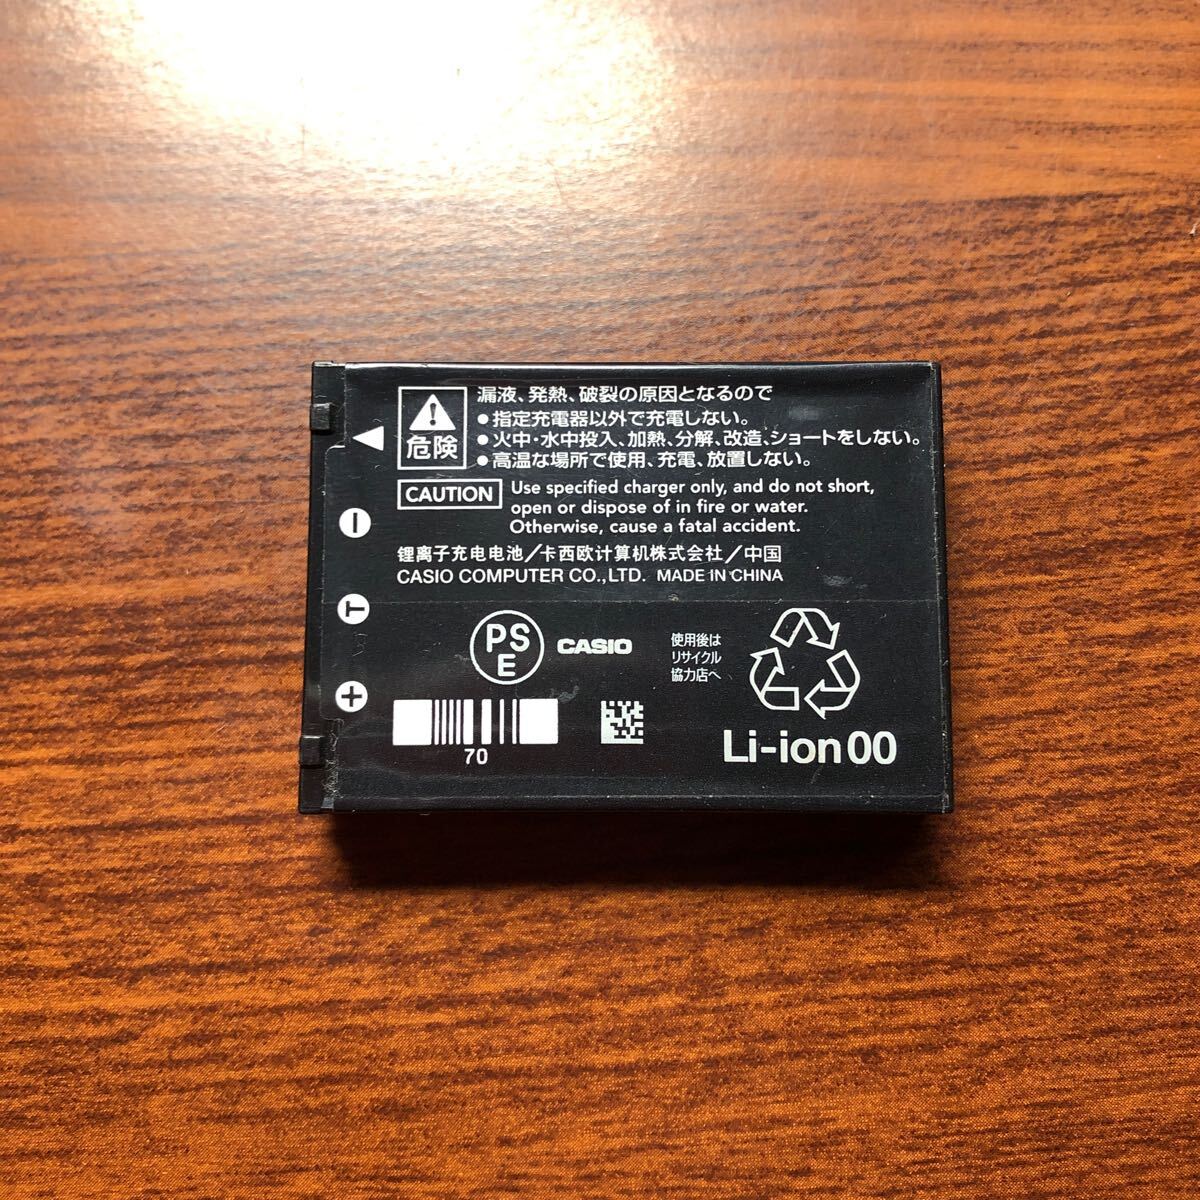 危険
漏液、発熱、破裂の原因となるので
●指定充電器以外で充電しない。
●火中・水中投入、加熱、分解、改造、ショートをしない。
●高温な場所で使用、充電、放置しない。
CAUTION
Use specified charger only, and do not short,
open or dispose of in fire or water.
Otherwise, cause a fatal accident.
锂离子充电电池／卡西欧计算机株式会社／中国
CASIO COMPUTER CO.,LTD. MADE IN CHINA
−
T
+
PS
E
CASIO
使用後は
リサイクル
協力店へ
70
Li-ion 00